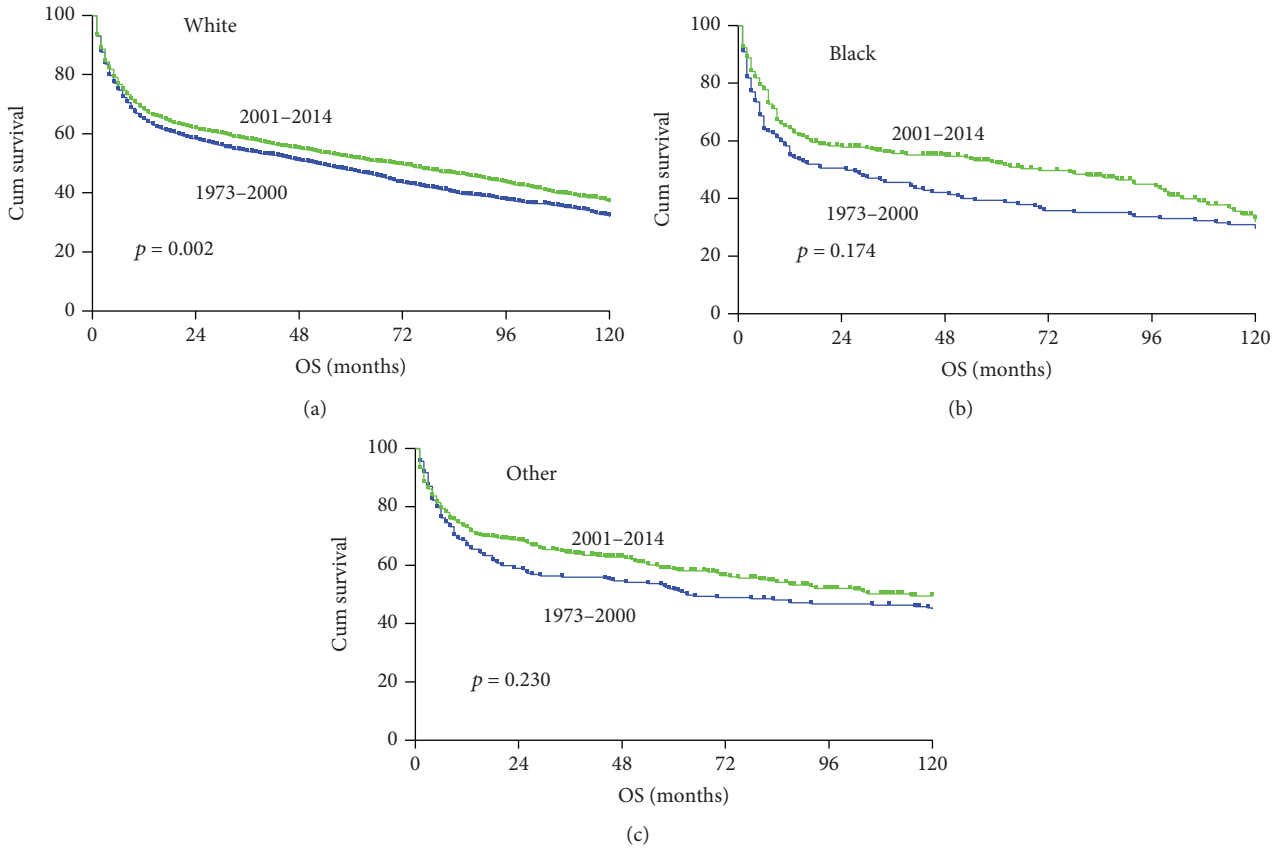 White
Cum survival
100
80
60
40
20
0
2001–2014
1973–2000
p = 0.002
0 24 48 72 96 120
OS (months)
(a)
Black
Cum survival
100
80
60
40
20
0
2001–2014
1973–2000
p = 0.174
0 24 48 72 96 120
OS (months)
(b)
Other
Cum survival
100
80
60
40
20
0
2001–2014
1973–2000
p = 0.230
0 24 48 72 96 120
OS (months)
(c)